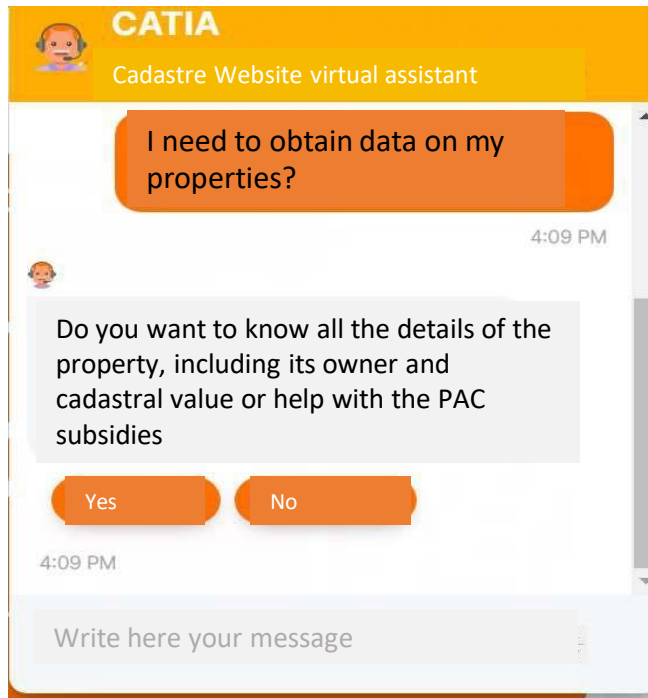 CATIA
Cadastre Website virtual assistant
I need to obtain data on my
properties?
4:09 PM
Do you want to know all the details of the
property, including its owner and
cadastral value or help with the PAC
subsidies
Yes No
4:09 PM
Write here your message